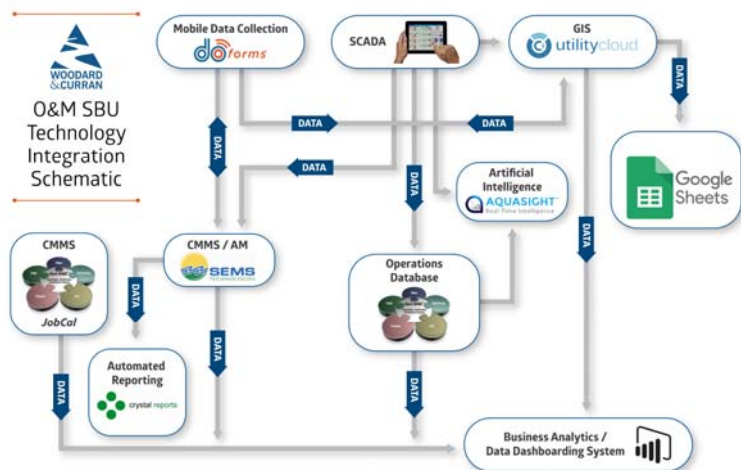 Mobile Data Collection
doforms
SCADA
GIS
utilitycloud
WOODARD
&CURRAN
O&M SBU
Technology
Integration
Schematic
DATA
DATA
DATA
DATA
DATA
DATA
Google
Sheets
Artificial
Intelligence
AQUASIGHT
Real Time Intelligence
DATA
CMMS
JobCal
CMMS / AM
SEMS
TECHNOLOGIES
Operations
Database
DATA
DATA
DATA
DATA
Automated
Reporting
crystal reports
Business Analytics /
Data Dashboarding System